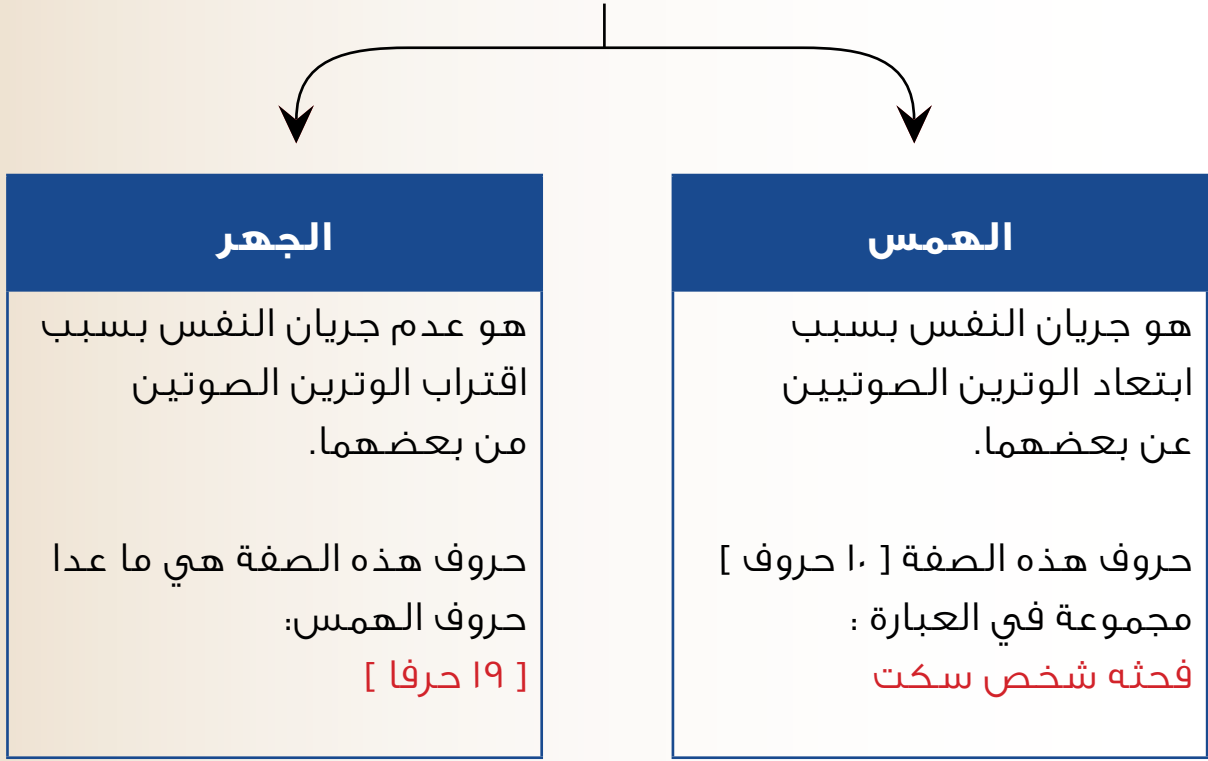 الهمس
هو جريان النفس بسبب
ابتعاد الوترين الصوتيين
عن بعضهما.
حروف هذه الصفة [ ١٠ حروف ]
مجموعة في العبارة :
فحثه شخص سكت
الجهر
هو عدم جريان النفس بسبب
اقتراب الوترين الصوتين
من بعضهما.
حروف هذه الصفة هي ما عدا
حروف الهمس:
[ ١٩ حرفا ]